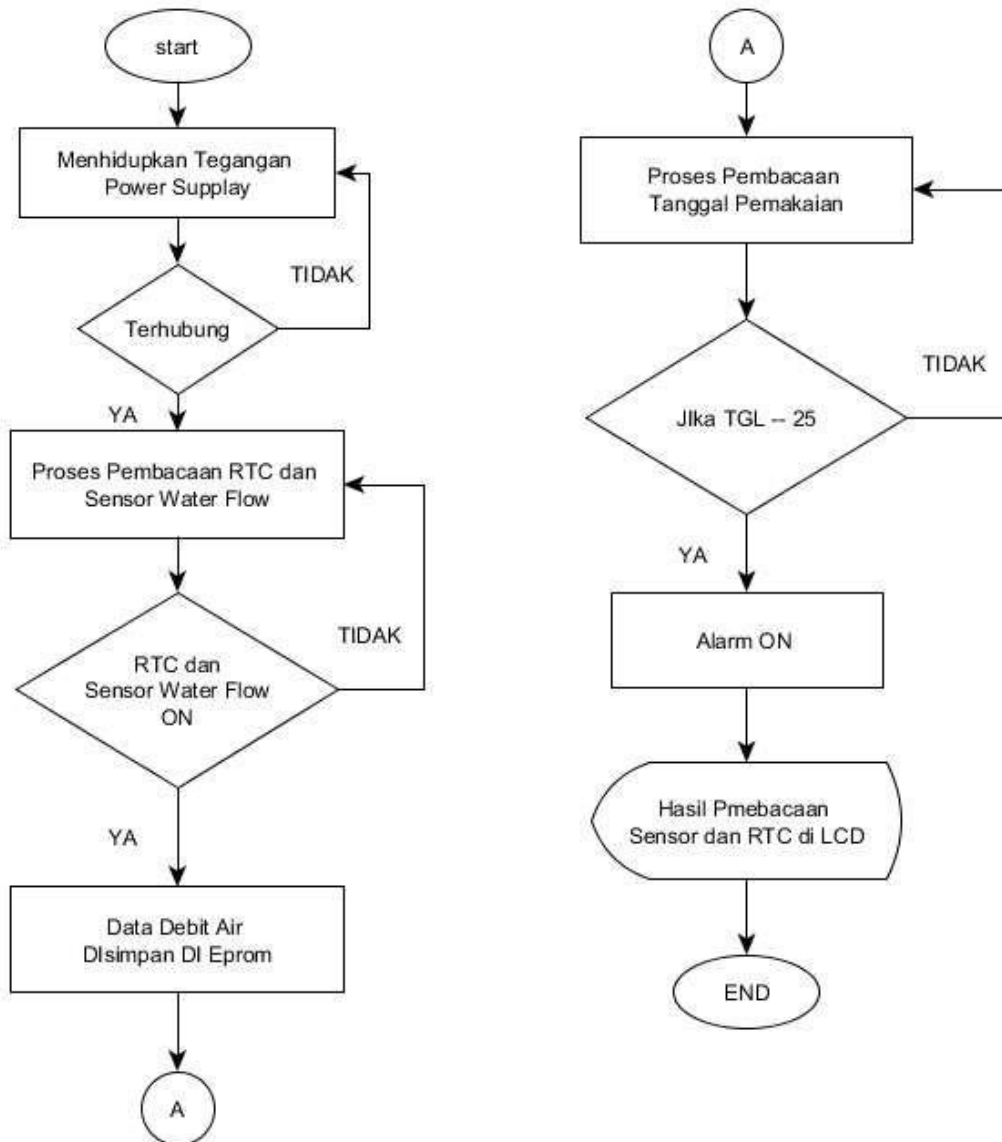 start
Menhidupkan Tegangan
Power Supplay
TIDAK
Terhubung
YA
Proses Pembacaan RTC dan
Sensor Water Flow
TIDAK
RTC dan
Sensor Water Flow
ON
YA
Data Debit Air
DIsimpan DI Eprom
A
A
Proses Pembacaan
Tanggal Pemakaian
TIDAK
JIka TGL -- 25
YA
Alarm ON
Hasil Pmebacaan
Sensor dan RTC di LCD
END